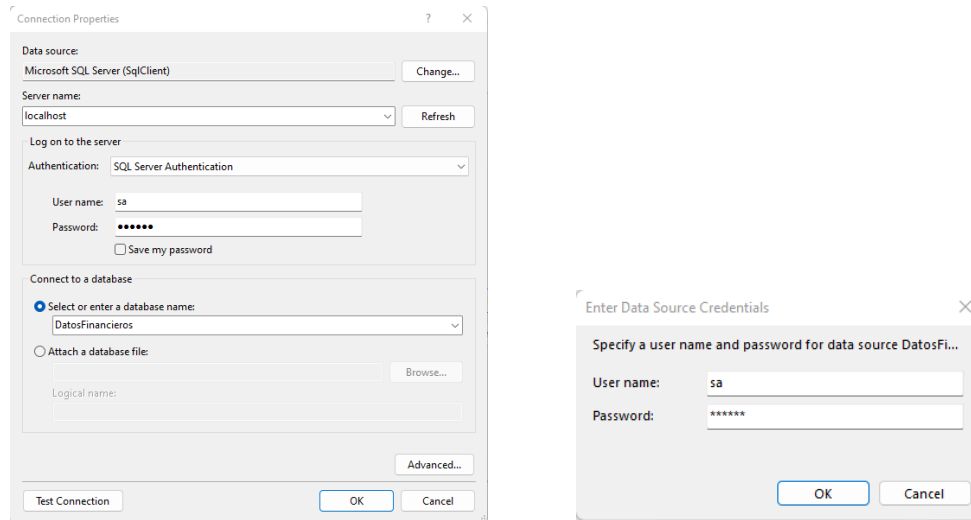 Connection Properties
?
Data source:
Microsoft SQL Server (SqlClient)
Change...
Server name:
localhost
Refresh
Log on to the server
Authentication:
SQL Server Authentication
User name:
sa
Password:
●●●●●●
Save my password
Connect to a database
Select or enter a database name:
DatosFinancieros
Attach a database file:
Browse...
Logical name:
Advanced...
Test Connection
OK
Cancel
Enter Data Source Credentials
Specify a user name and password for data source DatosFi...
User name:
sa
Password:
******
OK
Cancel